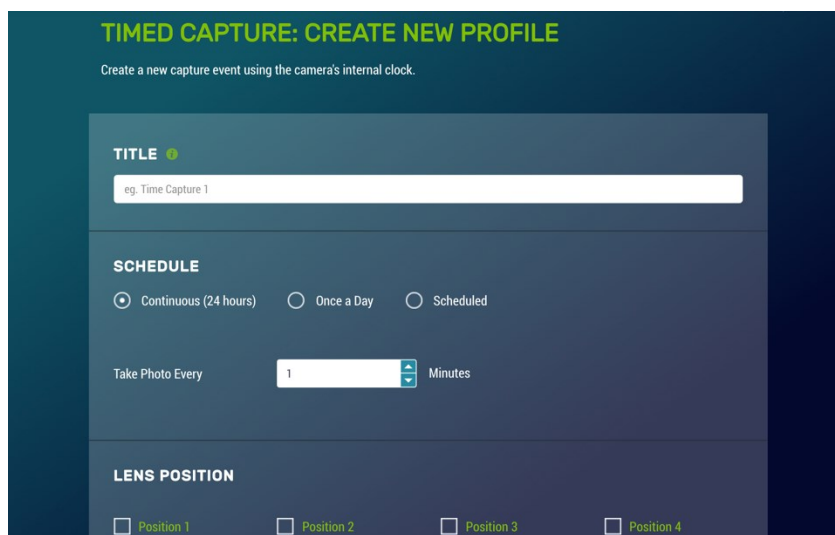 TIMED CAPTURE: CREATE NEW PROFILE
Create a new capture event using the camera's internal clock.
TITLE
eg. Time Capture 1
SCHEDULE
Continuous (24 hours) Once a Day Scheduled
Take Photo Every 1 Minutes
LENS POSITION
Position 1 Position 2 Position 3 Position 4